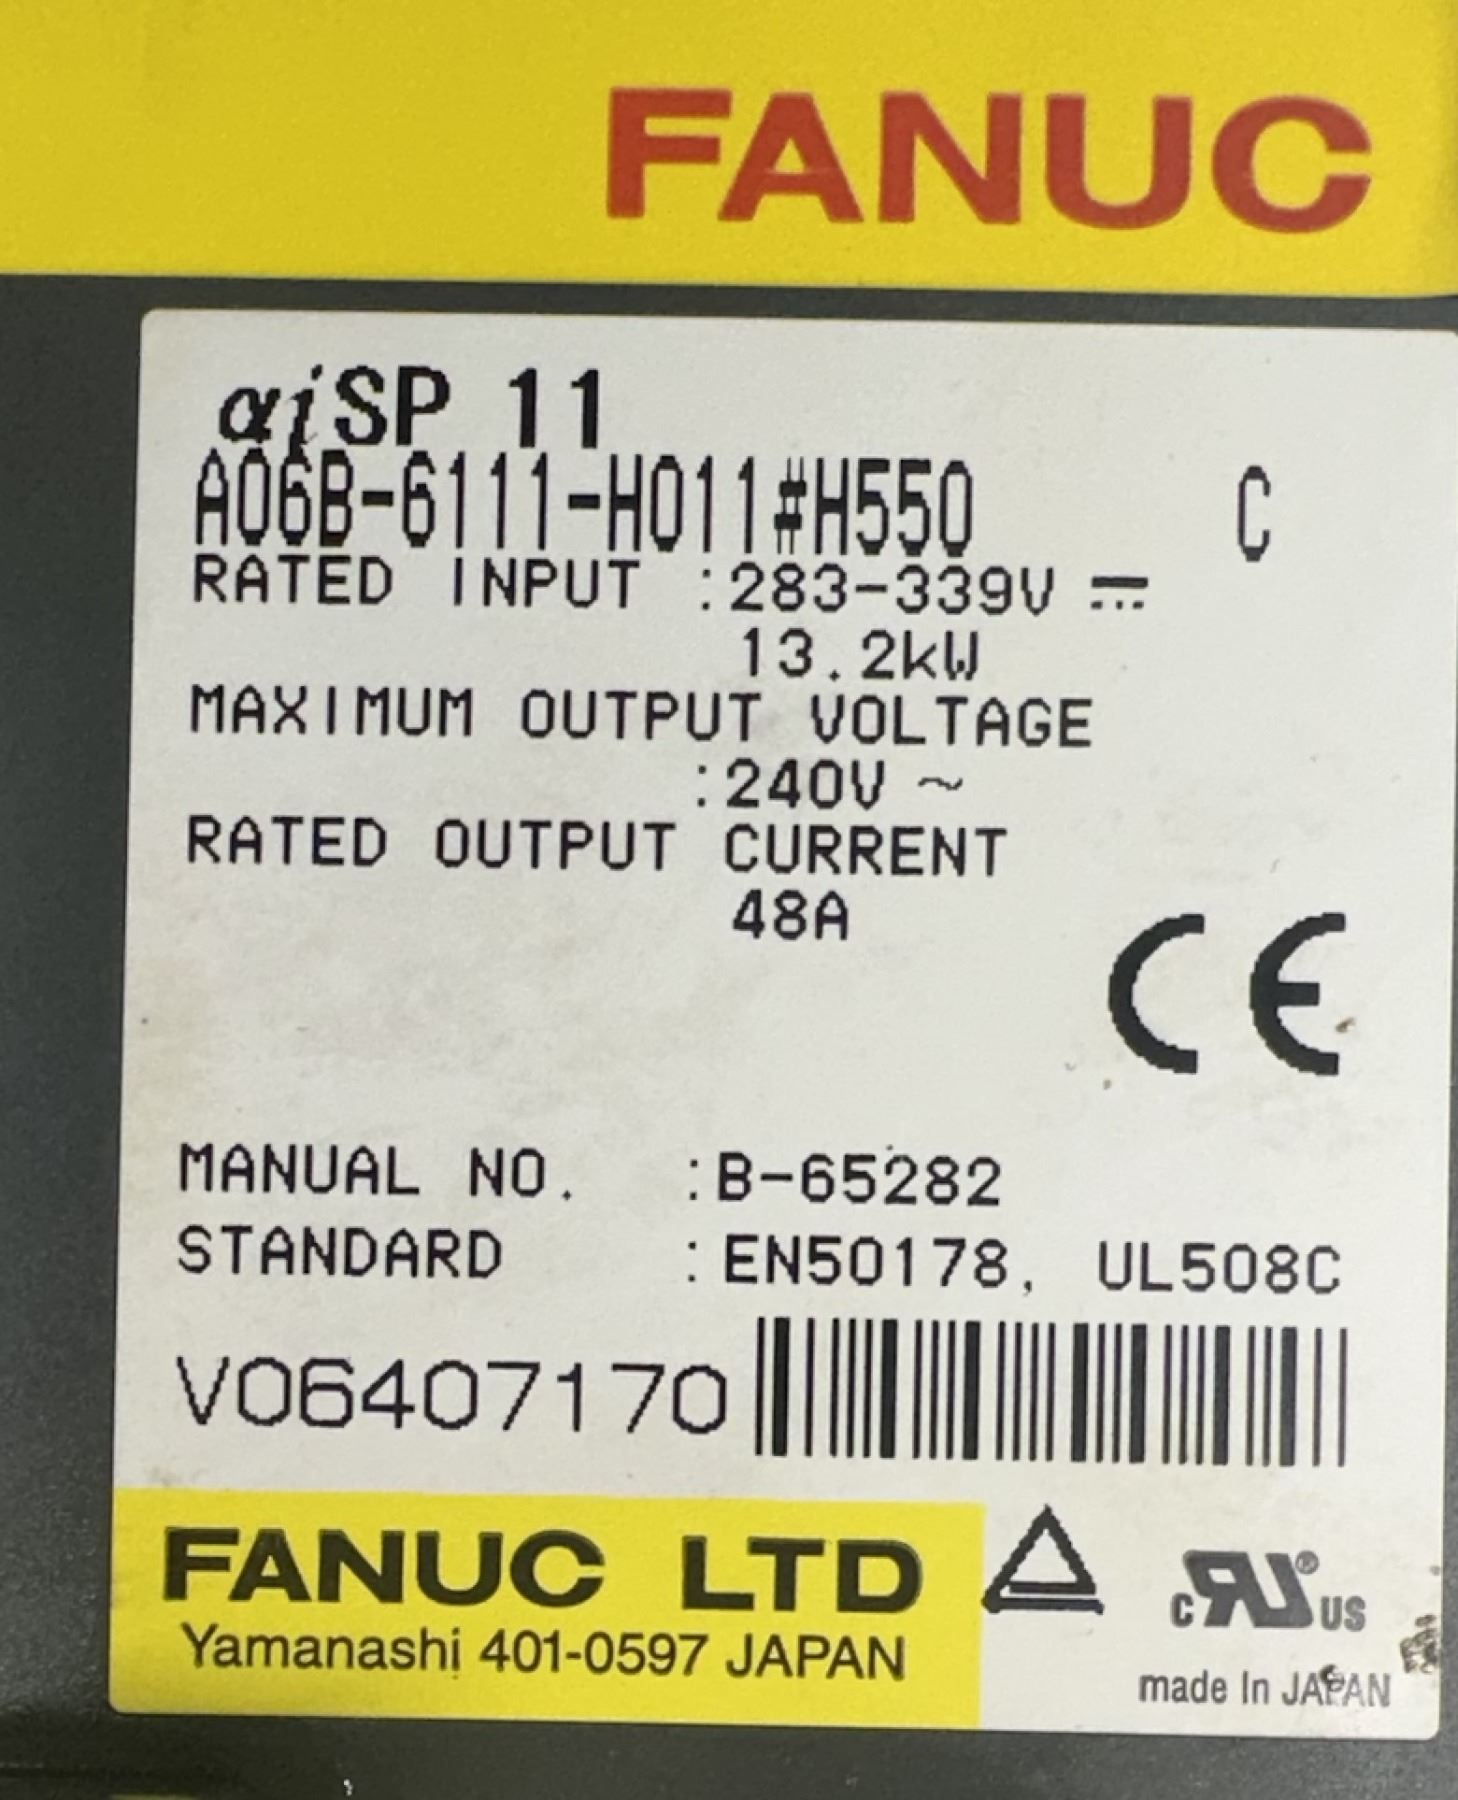 FANUC
αiSP 11
A06B-6111-H011#H550 C
RATED INPUT :283-339V ⎓
13.2kW
MAXIMUM OUTPUT VOLTAGE
:240V ~
RATED OUTPUT CURRENT
48A
CE
MANUAL NO. :B-65282
STANDARD :EN50178, UL508C
V06407170
FANUC LTD
Yamanashi 401-0597 JAPAN
c RU ® US
made In JAPAN